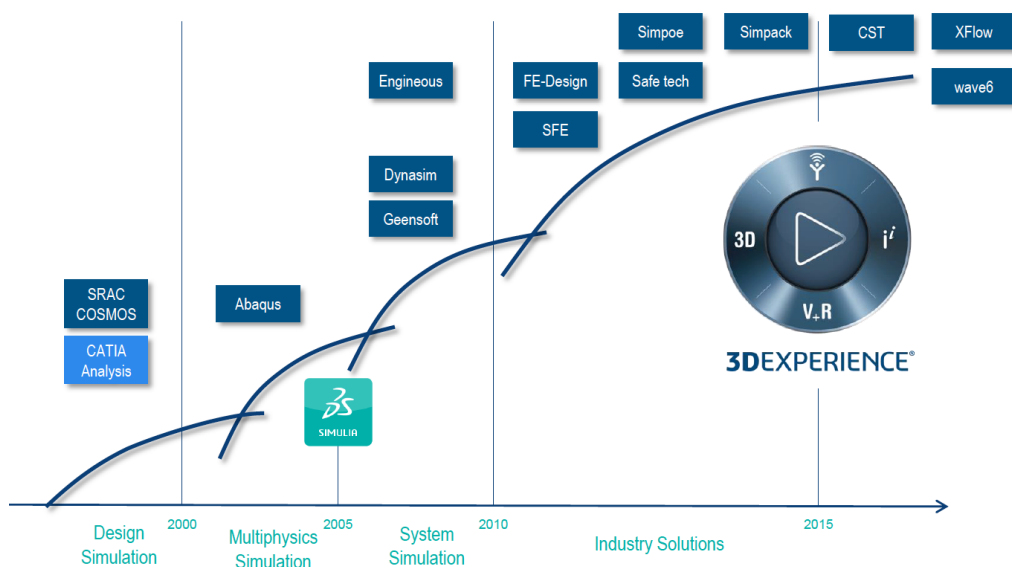 Simpoe
Simpack
CST
XFlow
Engineous
FE-Design
Safe tech
wave6
SFE
Dynasim
Geensoft
SRAC
COSMOS
Abaqus
CATIA
Analysis
3D
i i
V+R
3DEXPERIENCE®
3DS
SIMULIA
2000
2005
2010
2015
Design
Simulation
Multiphysics
Simulation
System
Simulation
Industry Solutions